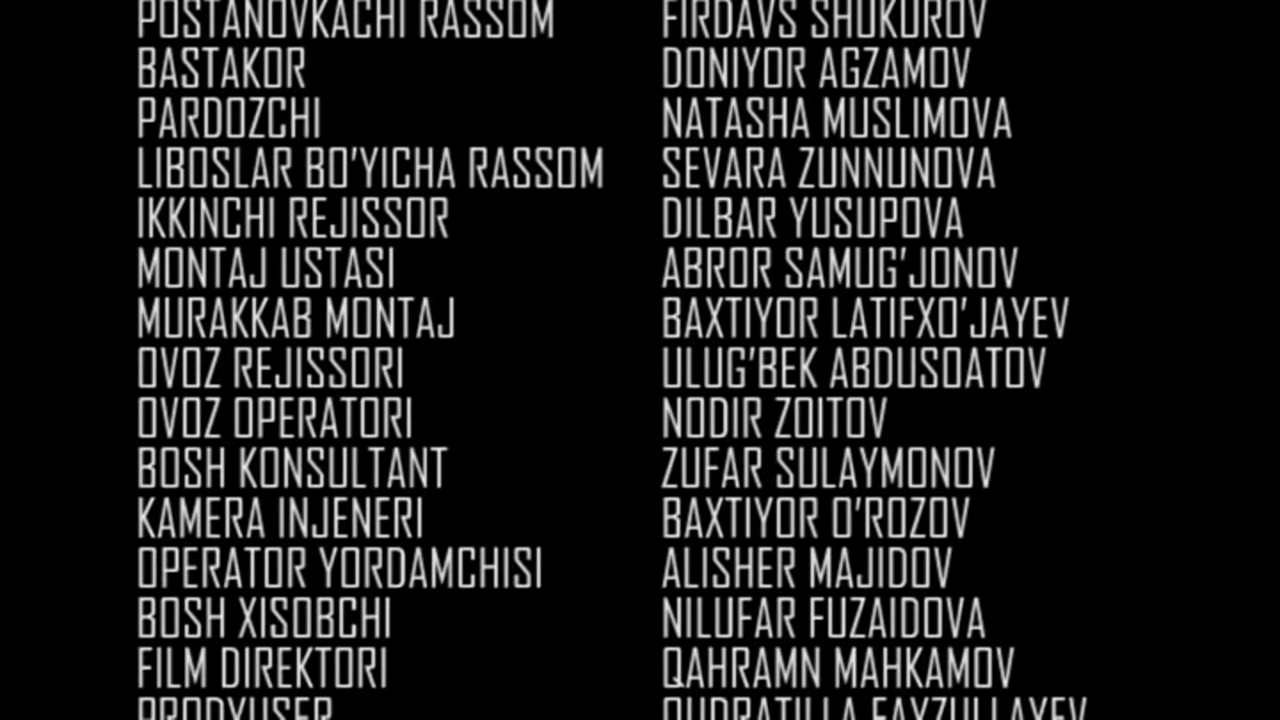 POSTANOVKACHI RASSOM FIRDAVS SHUKUROV
BASTAKOR DONIYOR AGZAMOV
PARDOZCHI NATASHA MUSLIMOVA
LIBOSLAR BO'YICHA RASSOM SEVARA ZUNNUNOVA
IKKINCHI REJISSOR DILBAR YUSUPOVA
MONTAJ USTASI ABROR SAMUG'JONOV
MURAKKAB MONTAJ BAXTIYOR LATIFXO'JAYEV
OVOZ REJISSORI ULUG'BEK ABDUSOATOV
OVOZ OPERATORI NODIR ZOITOV
BOSH KONSULTANT ZUFAR SULAYMONOV
KAMERA INJENERI BAXTIYOR O'ROZOV
OPERATOR YORDAMCHISI ALISHER MAJIDOV
BOSH XISOBCHI NILUFAR FUZAIDOVA
FILM DIREKTORI QAHRAMN MAHKAMOV
PRODYUSER QUDRATILLA FAYZULLAYEV